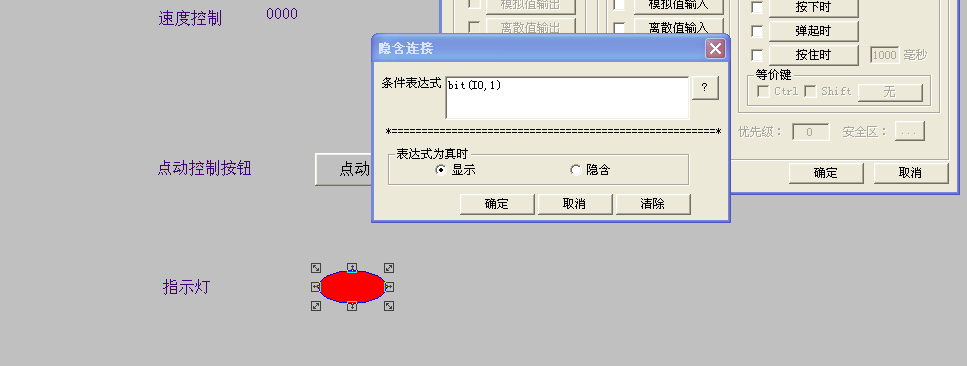 速度控制 0000
模拟值输出 模拟值输入 按下时
离散值输出 离散值输入 弹起时
按住时 1000 毫秒
等价键
Ctrl Shift 无
优先级： 0 安全区： ...
确定 取消
隐含连接
条件表达式 bit(IO,1) ?
*=======================================================*
表达式为真时
显示 隐含
确定 取消 清除
点动控制按钮 点动
指示灯